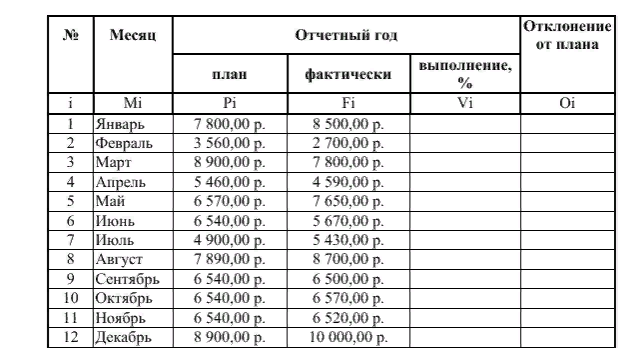 № Месяц Отчетный год Отклонение от плана
план фактически выполнение, %
i Mi Pi Fi Vi Oi
1 Январь 7 800,00 р. 8 500,00 р.
2 Февраль 3 560,00 р. 2 700,00 р.
3 Март 8 900,00 р. 7 800,00 р.
4 Апрель 5 460,00 р. 4 590,00 р.
5 Май 6 570,00 р. 7 650,00 р.
6 Июнь 6 540,00 р. 5 670,00 р.
7 Июль 4 900,00 р. 5 430,00 р.
8 Август 7 890,00 р. 8 700,00 р.
9 Сентябрь 6 540,00 р. 6 500,00 р.
10 Октябрь 6 540,00 р. 6 570,00 р.
11 Ноябрь 6 540,00 р. 6 520,00 р.
12 Декабрь 8 900,00 р. 10 000,00 р.